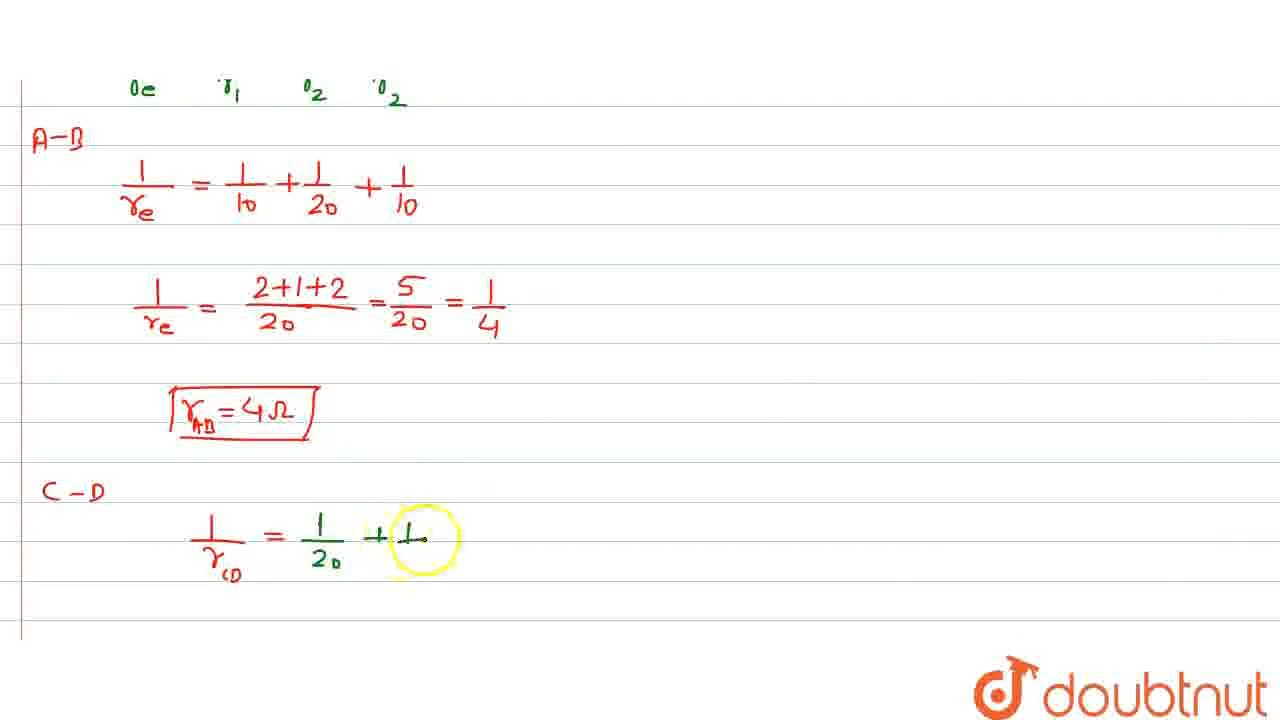 A-B
1/re = 1/10 + 1/20 + 1/10
1/re = 2+1+2/20 = 5/20 = 1/4
rAB = 4Ω
C-D
1/rCD = 1/20 + 1
doubtnut